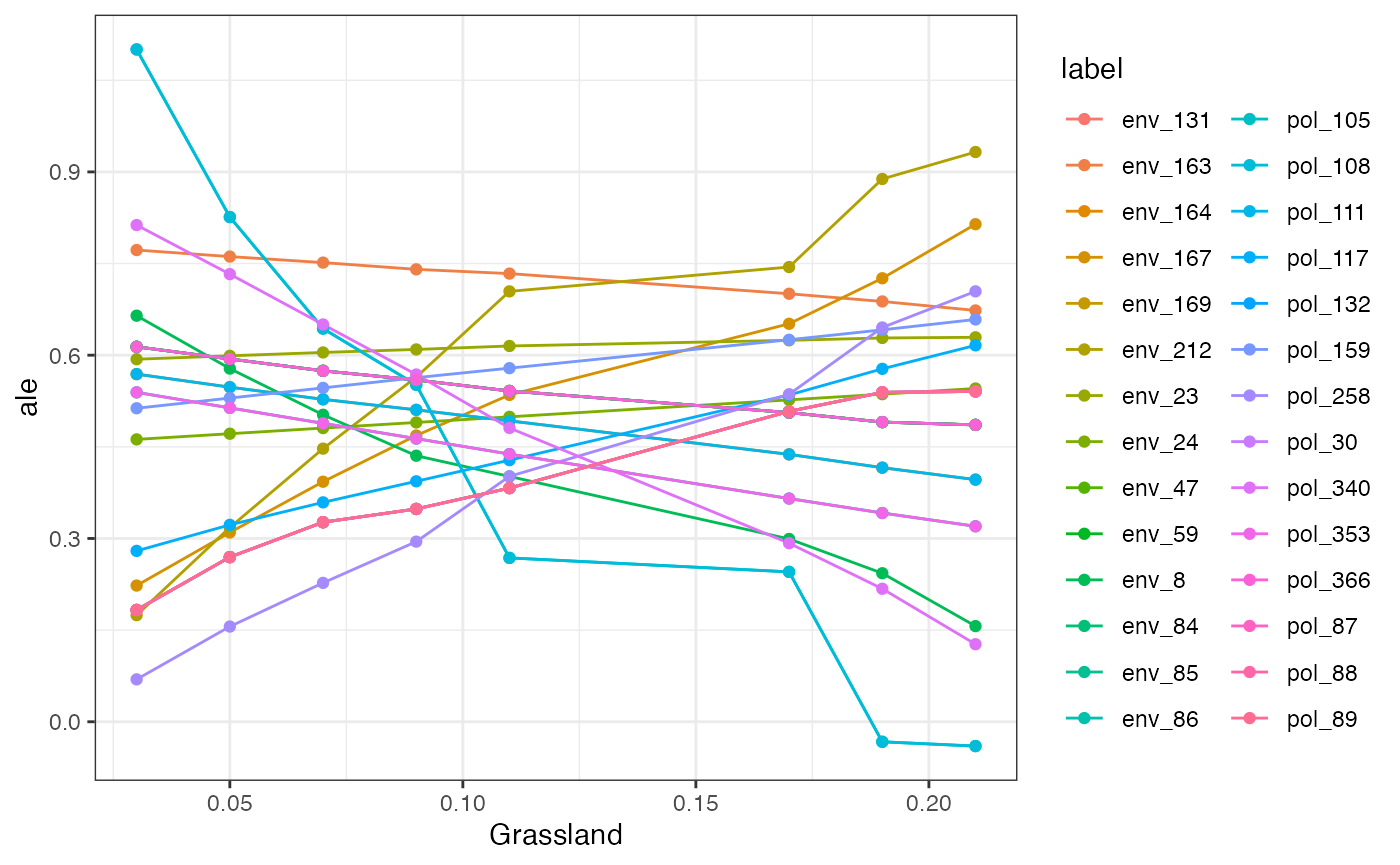 label
env_131 pol_105
env_163 pol_108
env_164 pol_111
env_167 pol_117
env_169 pol_132
env_212 pol_159
env_23 pol_258
env_24 pol_30
env_47 pol_340
env_59 pol_353
env_8 pol_366
env_84 pol_87
env_85 pol_88
env_86 pol_89
0.9
0.6
0.3
0.0
ale
0.05 0.10 0.15 0.20
Grassland